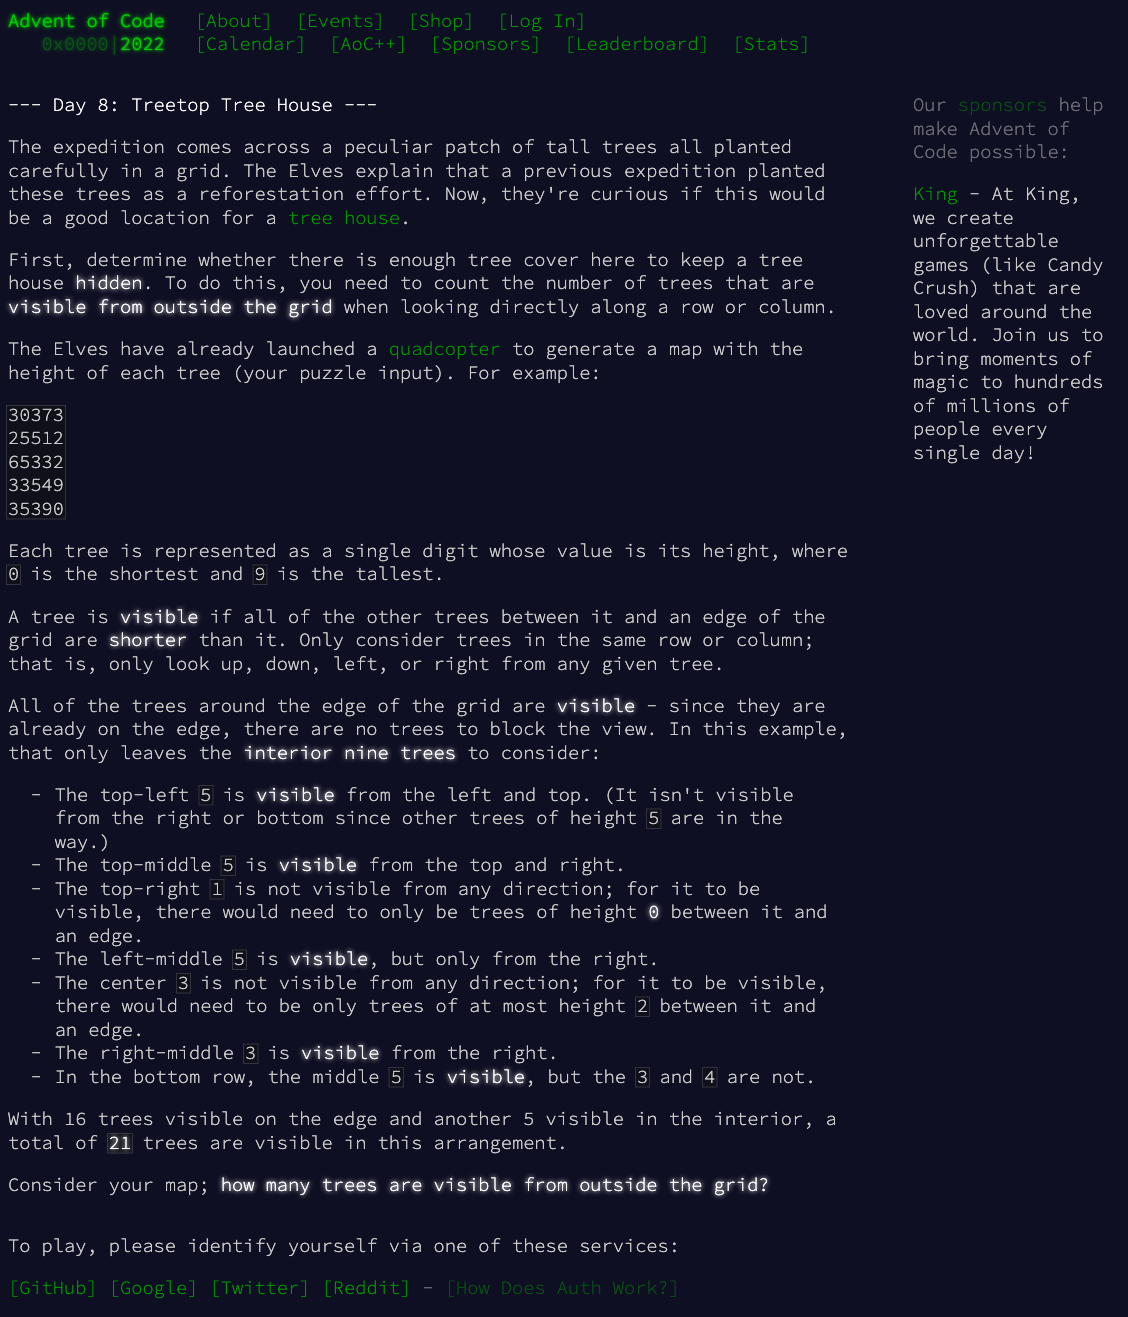 Advent of Code [About] [Events] [Shop] [Log In]
0x0000|2022 [Calendar] [AoC++] [Sponsors] [Leaderboard] [Stats]
--- Day 8: Treetop Tree House ---
The expedition comes across a peculiar patch of tall trees all planted
carefully in a grid. The Elves explain that a previous expedition planted
these trees as a reforestation effort. Now, they're curious if this would
be a good location for a tree house.
First, determine whether there is enough tree cover here to keep a tree
house hidden. To do this, you need to count the number of trees that are
visible from outside the grid when looking directly along a row or column.
The Elves have already launched a quadcopter to generate a map with the
height of each tree (your puzzle input). For example:
30373
25512
65332
33549
35390
Each tree is represented as a single digit whose value is its height, where
0 is the shortest and 9 is the tallest.
A tree is visible if all of the other trees between it and an edge of the
grid are shorter than it. Only consider trees in the same row or column;
that is, only look up, down, left, or right from any given tree.
All of the trees around the edge of the grid are visible - since they are
already on the edge, there are no trees to block the view. In this example,
that only leaves the interior nine trees to consider:
- The top-left 5 is visible from the left and top. (It isn't visible
from the right or bottom since other trees of height 5 are in the
way.)
- The top-middle 5 is visible from the top and right.
- The top-right 1 is not visible from any direction; for it to be
visible, there would need to only be trees of height 0 between it and
an edge.
- The left-middle 5 is visible, but only from the right.
- The center 3 is not visible from any direction; for it to be visible,
there would need to be only trees of at most height 2 between it and
an edge.
- The right-middle 3 is visible from the right.
- In the bottom row, the middle 5 is visible, but the 3 and 4 are not.
With 16 trees visible on the edge and another 5 visible in the interior, a
total of 21 trees are visible in this arrangement.
Consider your map; how many trees are visible from outside the grid?
To play, please identify yourself via one of these services:
[GitHub] [Google] [Twitter] [Reddit] - [How Does Auth Work?]
Our sponsors help
make Advent of
Code possible:
King - At King,
we create
unforgettable
games (like Candy
Crush) that are
loved around the
world. Join us to
bring moments of
magic to hundreds
of millions of
people every
single day!